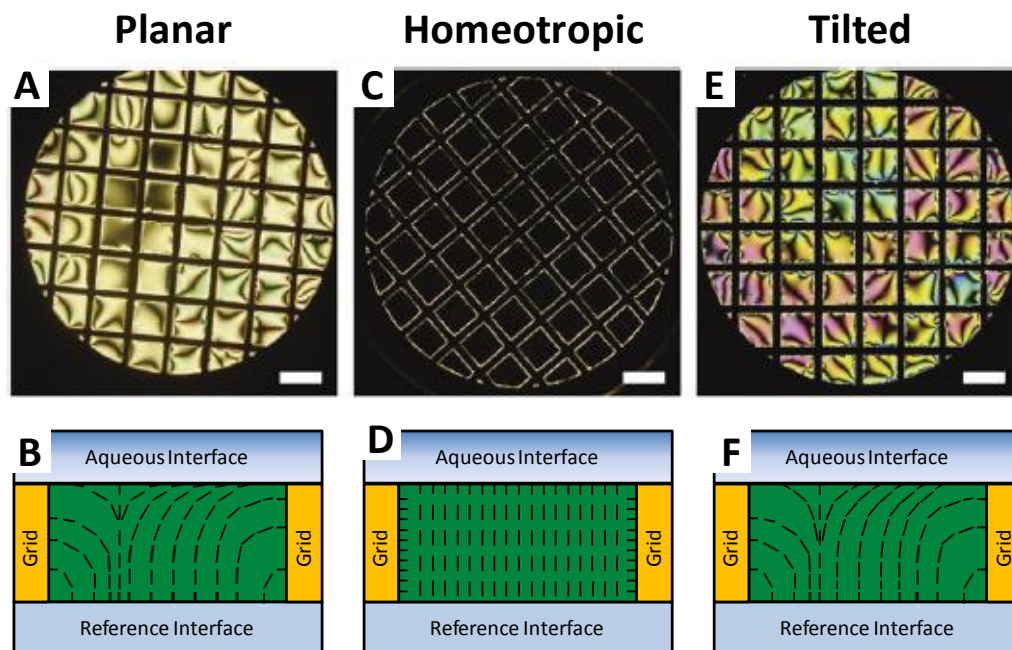 Planar Homeotropic Tilted
A C E
B D F
Aqueous Interface Aqueous Interface Aqueous Interface
Grid Grid Grid Grid Grid Grid
Reference Interface Reference Interface Reference Interface